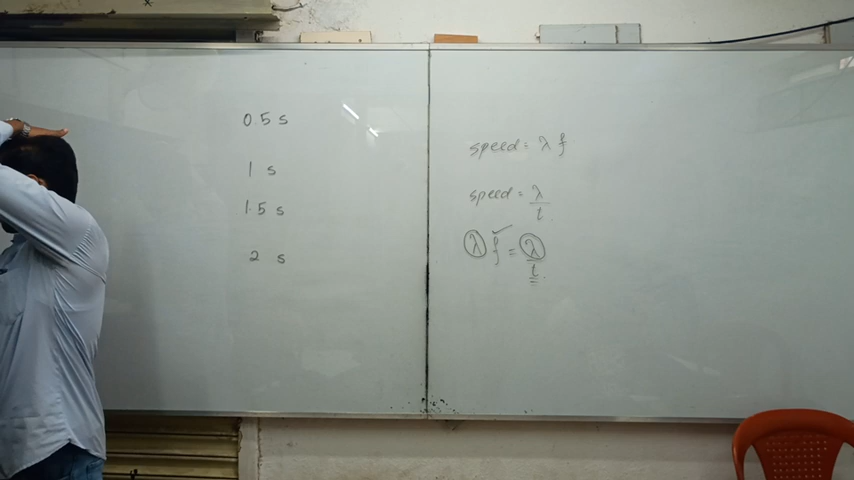 0.5 s
1 s
1.5 s
2 s
speed = λ f
speed = λ/t
λ f = λ/t